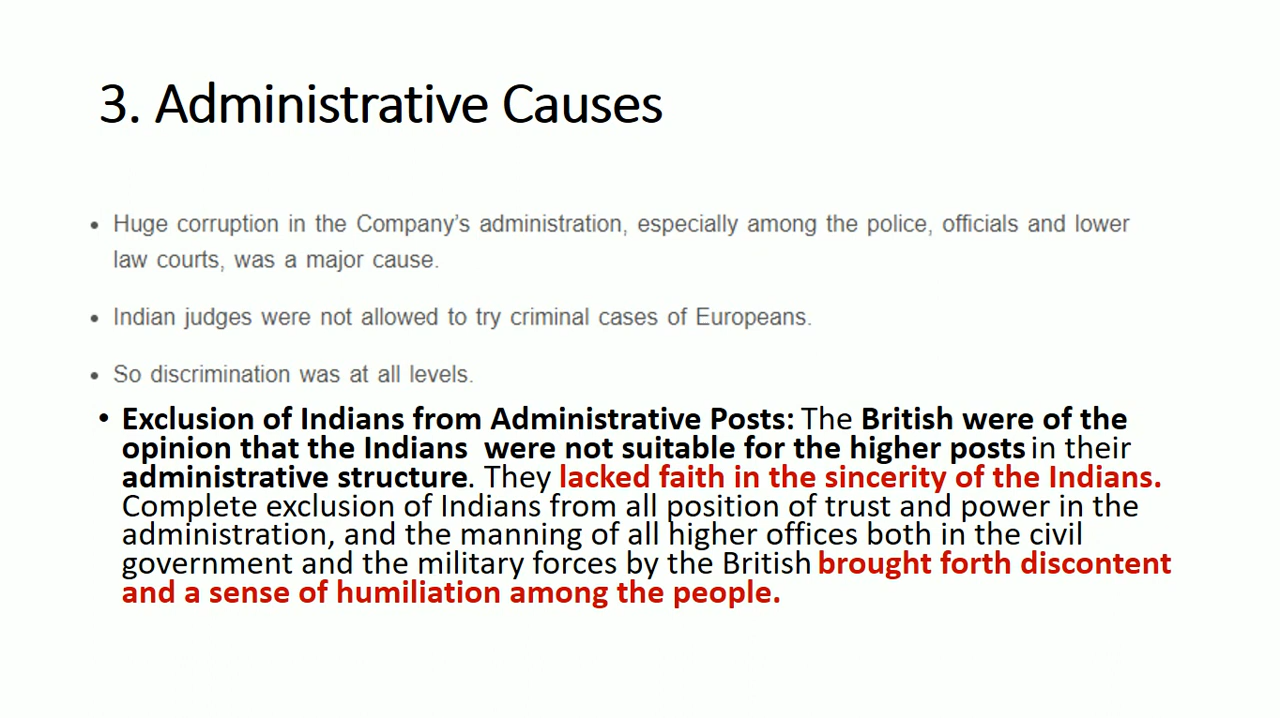 3. Administrative Causes
• Huge corruption in the Company's administration, especially among the police, officials and lower
law courts, was a major cause.
• Indian judges were not allowed to try criminal cases of Europeans.
• So discrimination was at all levels.
• Exclusion of Indians from Administrative Posts: The British were of the
opinion that the Indians were not suitable for the higher posts in their
administrative structure. They lacked faith in the sincerity of the Indians.
Complete exclusion of Indians from all position of trust and power in the
administration, and the manning of all higher offices both in the civil
government and the military forces by the British brought forth discontent
and a sense of humiliation among the people.